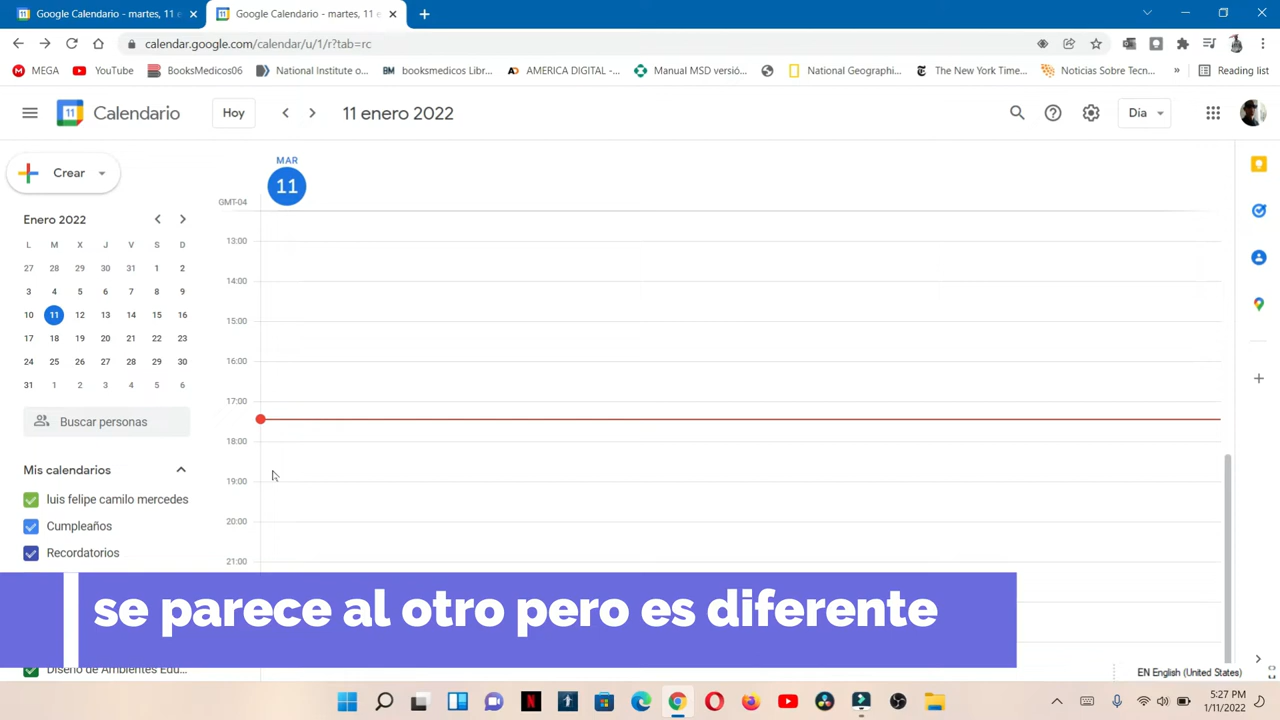 Google Calendario - martes, 11 e
Google Calendario - martes, 11 e
calendar.google.com/calendar/u/1/r?tab=rc
MEGA
YouTube
BooksMedicos06
National Institute o...
booksmedicos Libr...
AMERICA DIGITAL -...
Manual MSD versió...
National Geographi...
The New York Time...
Noticias Sobre Tecn...
»
Reading list
11
Calendario
Hoy
11 enero 2022
Día
Crear
MAR
11
GMT-04
Enero 2022
L M X J V S D
27 28 29 30 31 1 2
3 4 5 6 7 8 9
10 11 12 13 14 15 16
17 18 19 20 21 22 23
24 25 26 27 28 29 30
31 1 2 3 4 5 6
Buscar personas
Mis calendarios
luis felipe camilo mercedes
Cumpleaños
Recordatorios
Diseño de Ambientes Edu...
13:00
14:00
15:00
16:00
17:00
18:00
19:00
20:00
21:00
se parece al otro pero es diferente
EN English (United States)
5:27 PM
1/11/2022